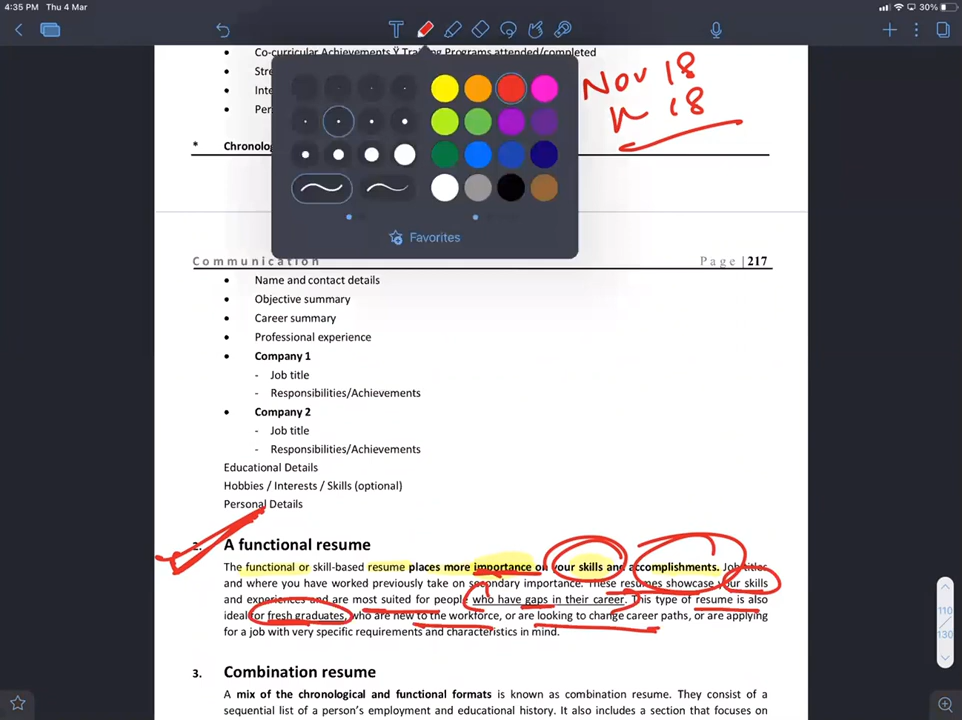 4:35 PM Thu 4 Mar
30%
T
Co-curricular Achievements Ÿ Training Programs attended/completed
Nov 18
Stre
Inte
18
Per
* Chronolog
Favorites
Communication
Page | 217
• Name and contact details
• Objective summary
• Career summary
• Professional experience
• Company 1
- Job title
- Responsibilities/Achievements
• Company 2
- Job title
- Responsibilities/Achievements
Educational Details
Hobbies / Interests / Skills (optional)
Personal Details
2. A functional resume
The functional or skill-based resume places more importance on your skills and accomplishments. Job titles
and where you have worked previously take on secondary importance. These resumes showcase your skills
and experiences and are most suited for people who have gaps in their career. This type of resume is also
ideal for fresh graduates, who are new to the workforce, or are looking to change career paths, or are applying
for a job with very specific requirements and characteristics in mind.
110
130
3. Combination resume
A mix of the chronological and functional formats is known as combination resume. They consist of a
sequential list of a person's employment and educational history. It also includes a section that focuses on